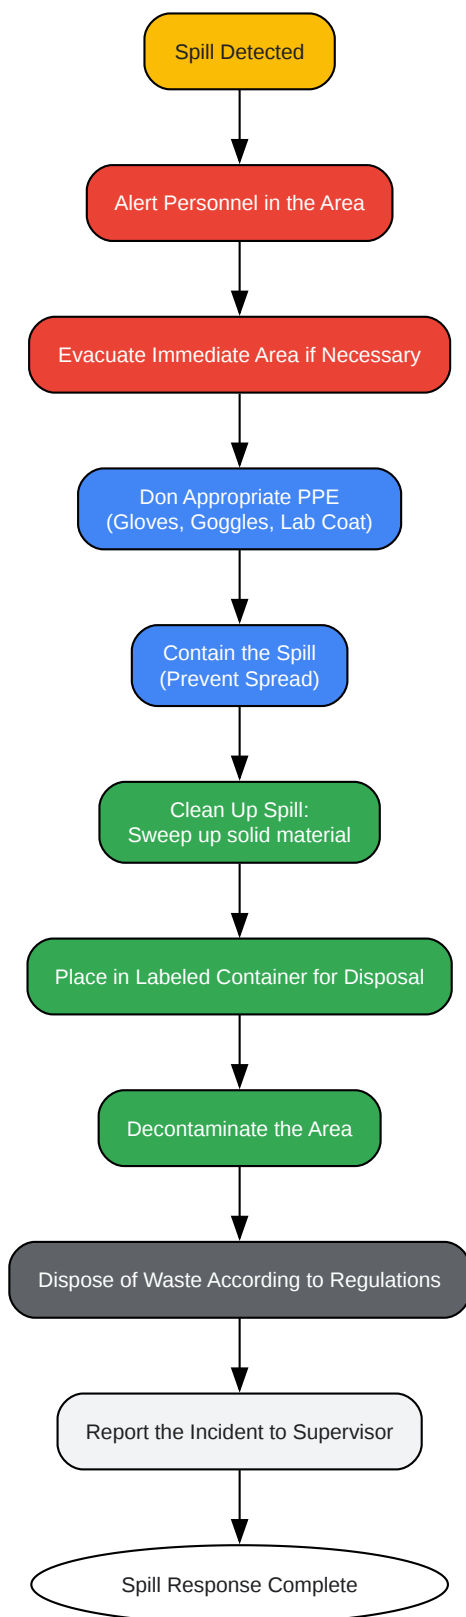 Spill Detected
Alert Personnel in the Area
Evacuate Immediate Area if Necessary
Don Appropriate PPE
(Gloves, Goggles, Lab Coat)
Contain the Spill
(Prevent Spread)
Clean Up Spill:
Sweep up solid material
Place in Labeled Container for Disposal
Decontaminate the Area
Dispose of Waste According to Regulations
Report the Incident to Supervisor
Spill Response Complete